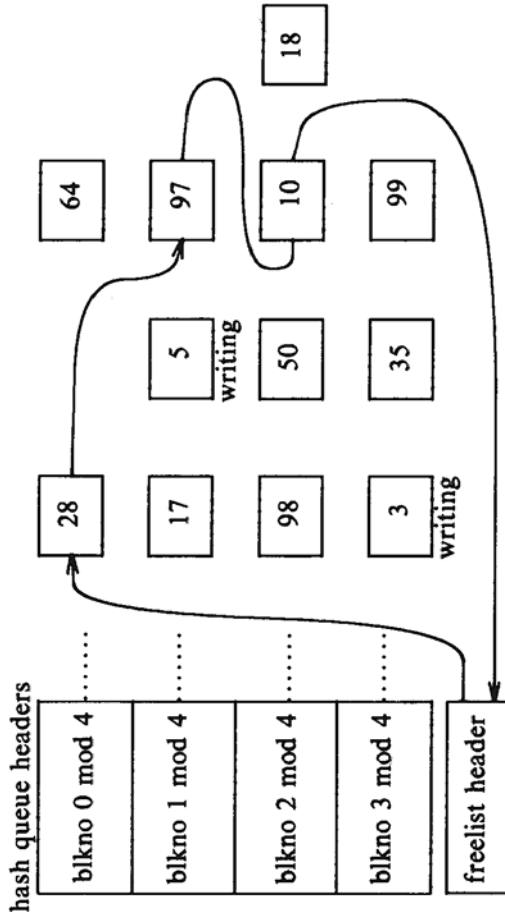 hash queue headers
blkno 0 mod 4 ...... 28 64
blkno 1 mod 4 ...... 17 5 97
writing
blkno 2 mod 4 ...... 98 50 10 18
blkno 3 mod 4 ...... 3 35 99
writing
freelist header